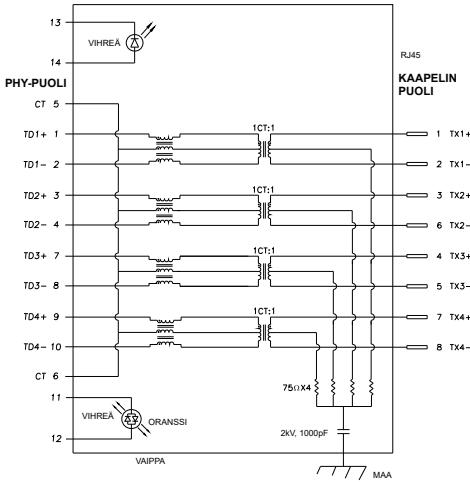 13
VIHREÄ
14
RJ45
PHY-PUOLI
KAAPELIN
PUOLI
CT 5
1CT:1
TD1+ 1
1 TX1+
TD1- 2
2 TX1-
1CT:1
TD2+ 3
3 TX2+
TD2- 4
6 TX2-
1CT:1
TD3+ 7
4 TX3+
TD3- 8
5 TX3-
1CT:1
TD4+ 9
7 TX4+
TD4- 10
8 TX4-
CT 6
75ΩX4
11
VIHREÄ
ORANSSI
12
2kV, 1000pF
VAIPPA
MAA